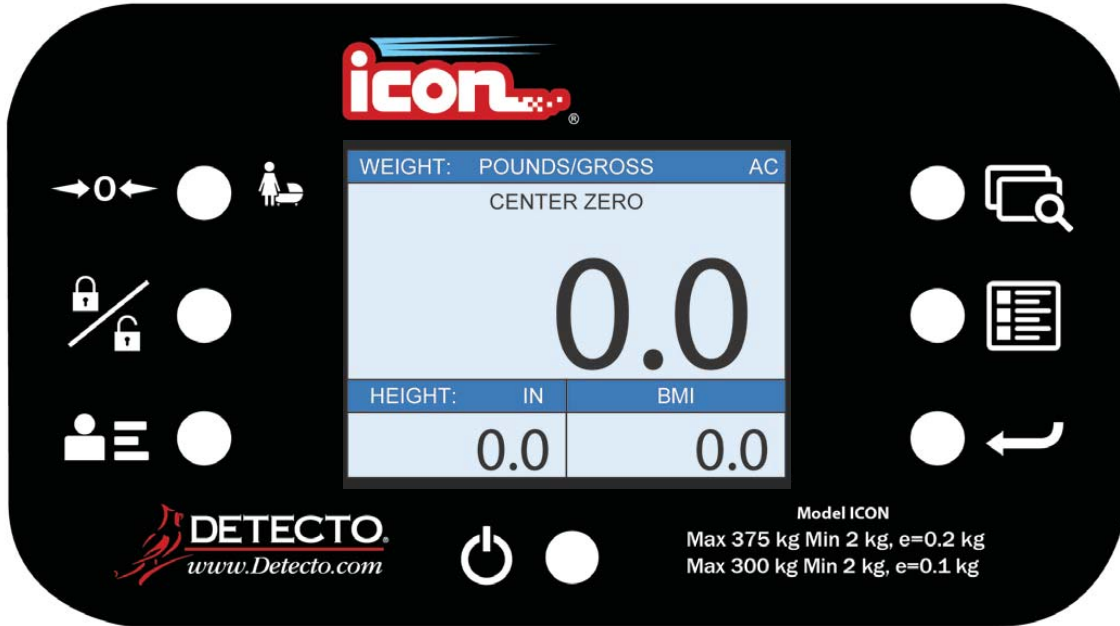 icon®
WEIGHT: POUNDS/GROSS AC
CENTER ZERO
0.0
HEIGHT: IN BMI
0.0 0.0
→0←
DETECTO.
www.Detecto.com
Model ICON
Max 375 kg Min 2 kg, e=0.2 kg
Max 300 kg Min 2 kg, e=0.1 kg